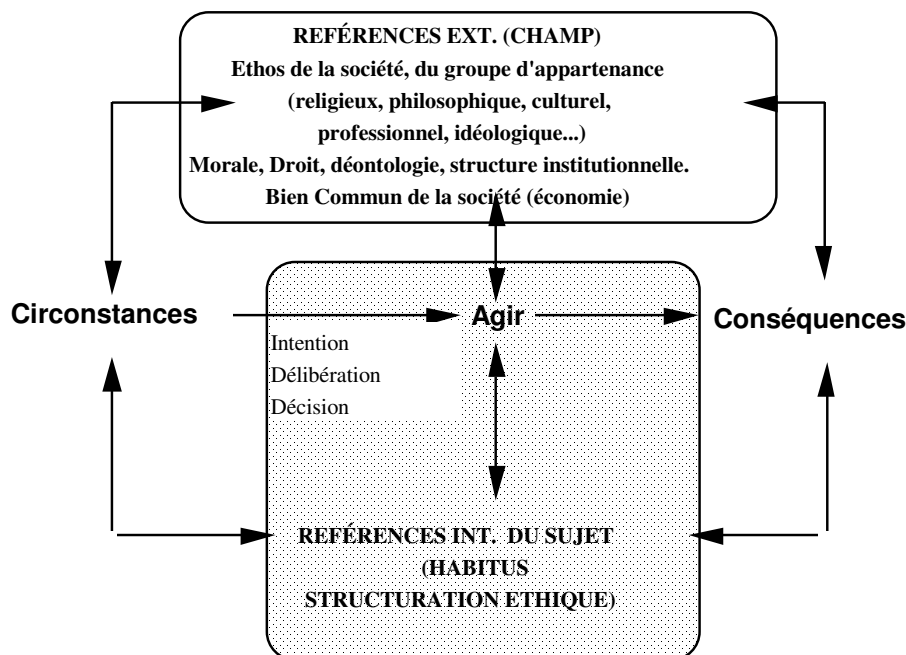 REFÉRENCES EXT. (CHAMP)
Ethos de la société, du groupe d'appartenance
(religieux, philosophique, culturel,
professionnel, idéologique...)
Morale, Droit, déontologie, structure institutionnelle.
Bien Commun de la société (économie)
Circonstances
Agir
Conséquences
Intention
Délibération
Décision
REFÉRENCES INT. DU SUJET
(HABITUS
STRUCTURATION ETHIQUE)